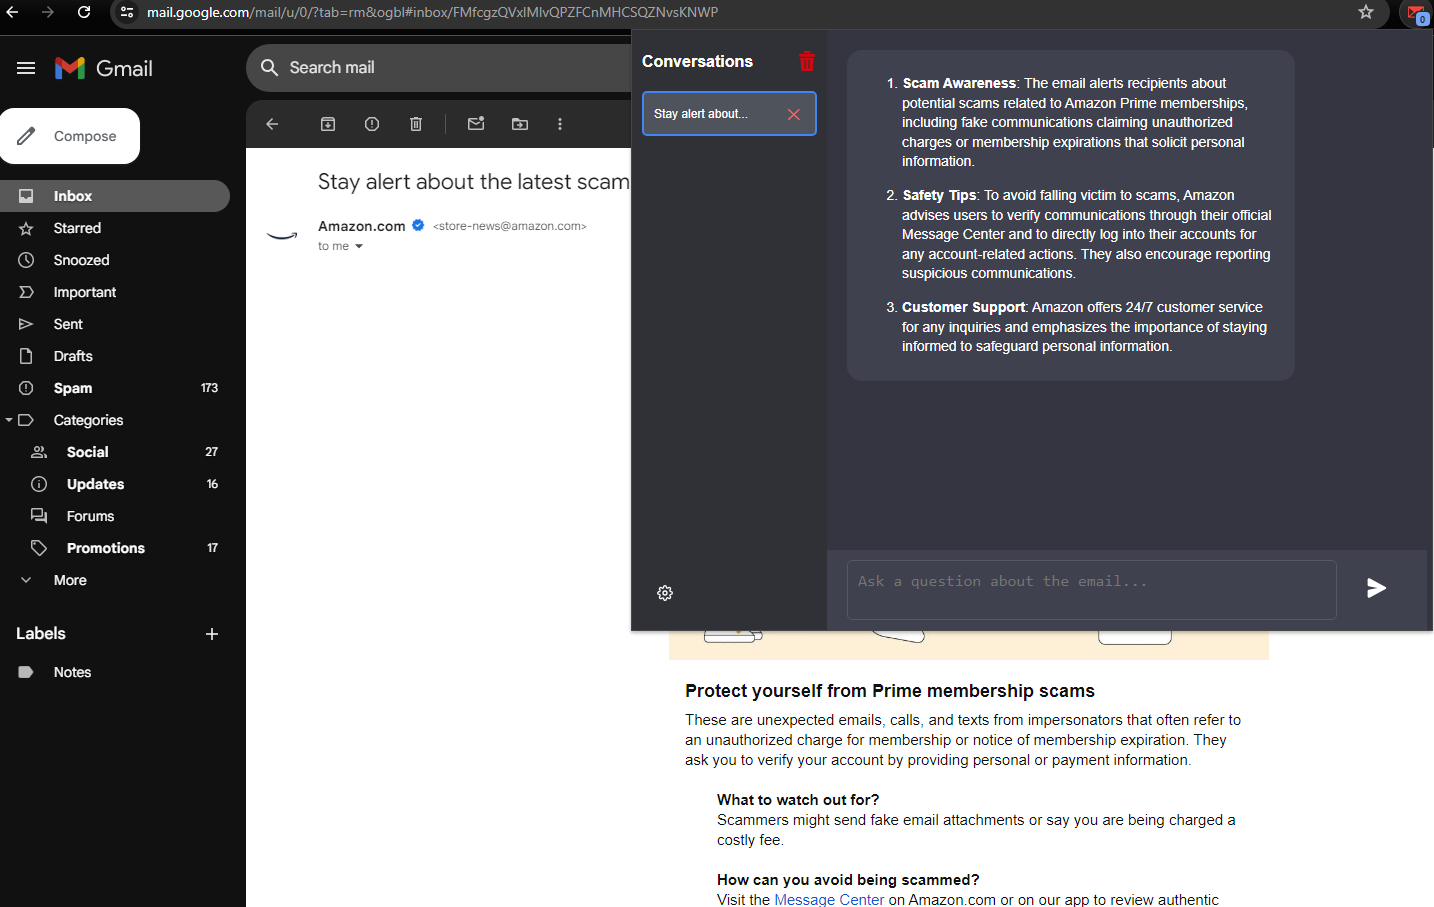 mail.google.com/mail/u/0/?tab=rm&ogbl#inbox/FMfcgzQVxlMlvQPZFCnMHCSQZNvsKNWP
0
Gmail
Search mail
Compose
Inbox
Starred
Snoozed
Important
Sent
Drafts
Spam 173
Categories
Social 27
Updates 16
Forums
Promotions 17
More
Labels
Notes
Stay alert about the latest scam
Amazon.com <store-news@amazon.com>
to me
Conversations
Stay alert about...
1. Scam Awareness: The email alerts recipients about
potential scams related to Amazon Prime memberships,
including fake communications claiming unauthorized
charges or membership expirations that solicit personal
information.
2. Safety Tips: To avoid falling victim to scams, Amazon
advises users to verify communications through their official
Message Center and to directly log into their accounts for
any account-related actions. They also encourage reporting
suspicious communications.
3. Customer Support: Amazon offers 24/7 customer service
for any inquiries and emphasizes the importance of staying
informed to safeguard personal information.
Ask a question about the email...
Protect yourself from Prime membership scams
These are unexpected emails, calls, and texts from impersonators that often refer to
an unauthorized charge for membership or notice of membership expiration. They
ask you to verify your account by providing personal or payment information.
What to watch out for?
Scammers might send fake email attachments or say you are being charged a
costly fee.
How can you avoid being scammed?
Visit the Message Center on Amazon.com or on our app to review authentic